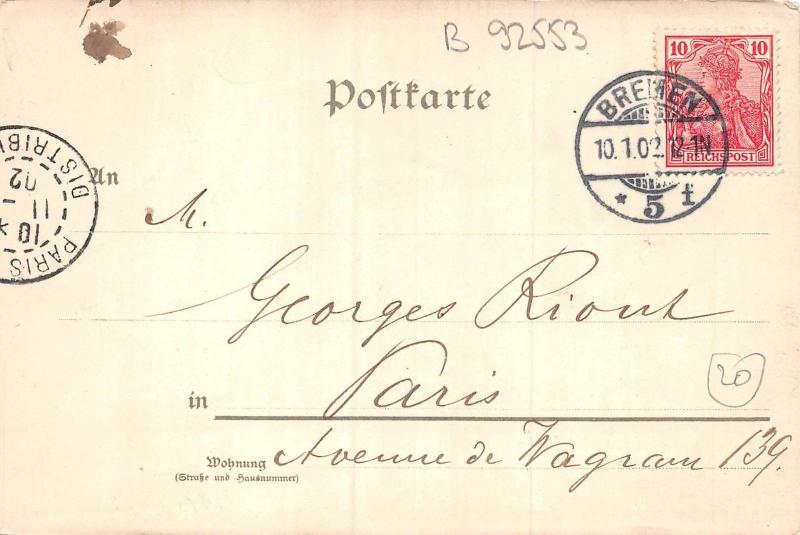 B 92553
10 10
REICHSPOST
Postkarte
BREMEN
10.1.02. 12-1N
* 5 f
PARIS
DISTRIB
10 *
11
02
An
M.
Georges Riout
in Paris
20
Wohnung Avenue de Wagram 139.
(Straße und Hausnummer)